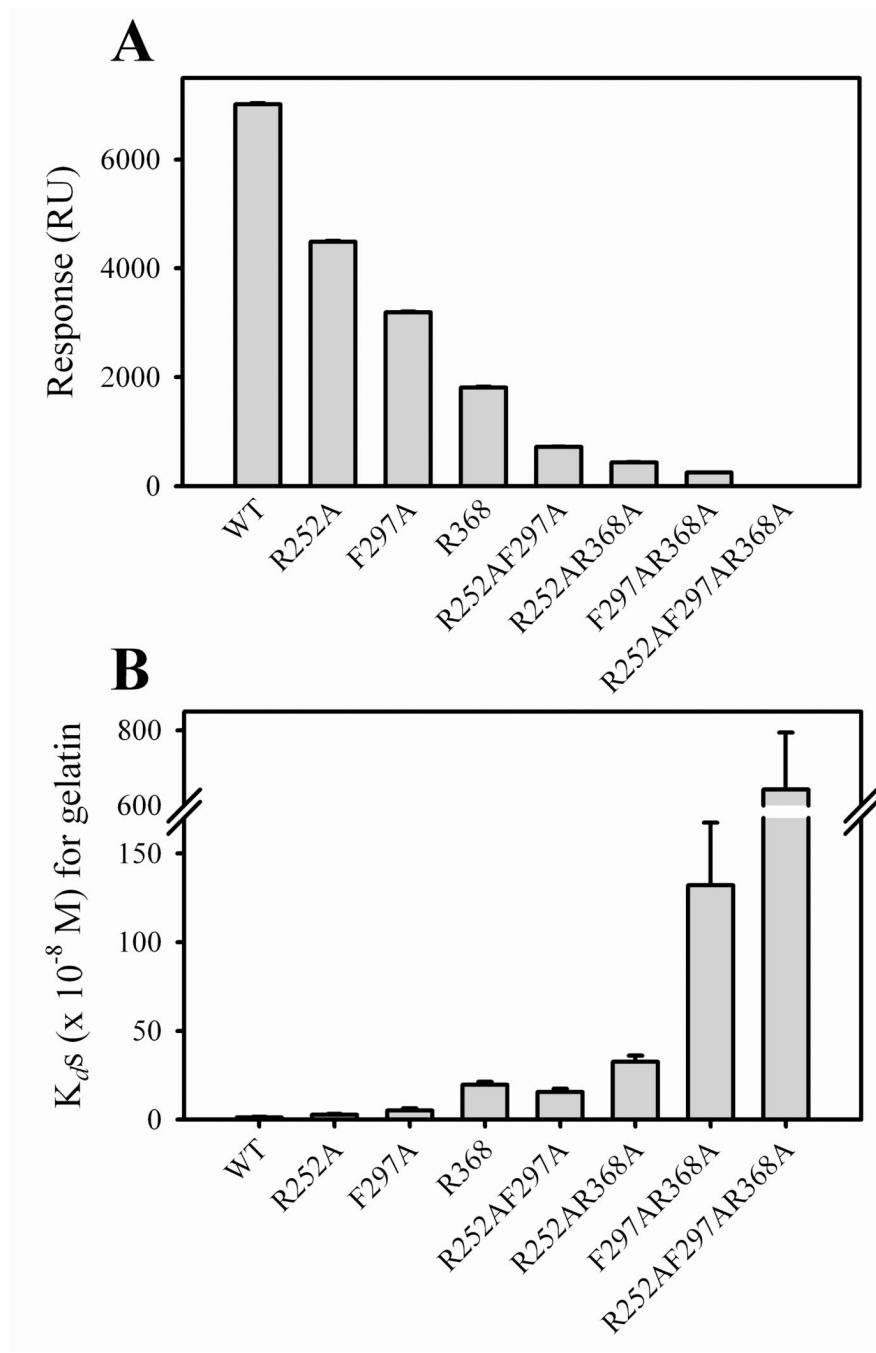 A
Response (RU)
6000
4000
2000
0
WT
R252A
F297A
R368
R252AF297A
R252AR368A
F297AR368A
R252AF297AR368A
B
K_ds (x 10^-8 M) for gelatin
800
600
150
100
50
0
WT
R252A
F297A
R368
R252AF297A
R252AR368A
F297AR368A
R252AF297AR368A